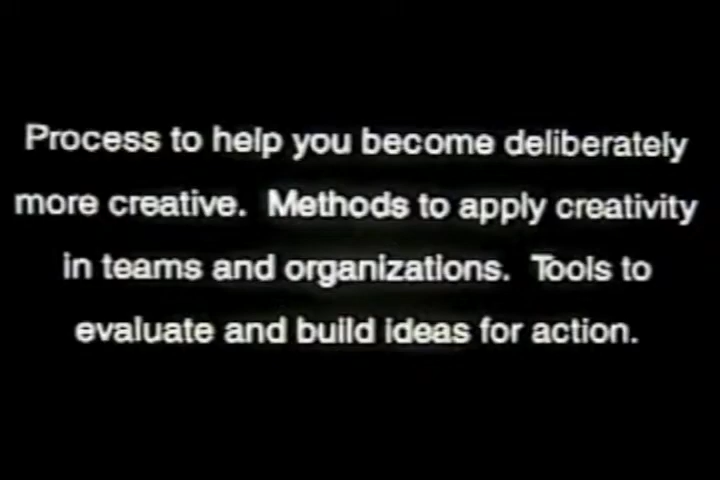 Process to help you become deliberately
more creative.  Methods to apply creativity
in teams and organizations.  Tools to
evaluate and build ideas for action.